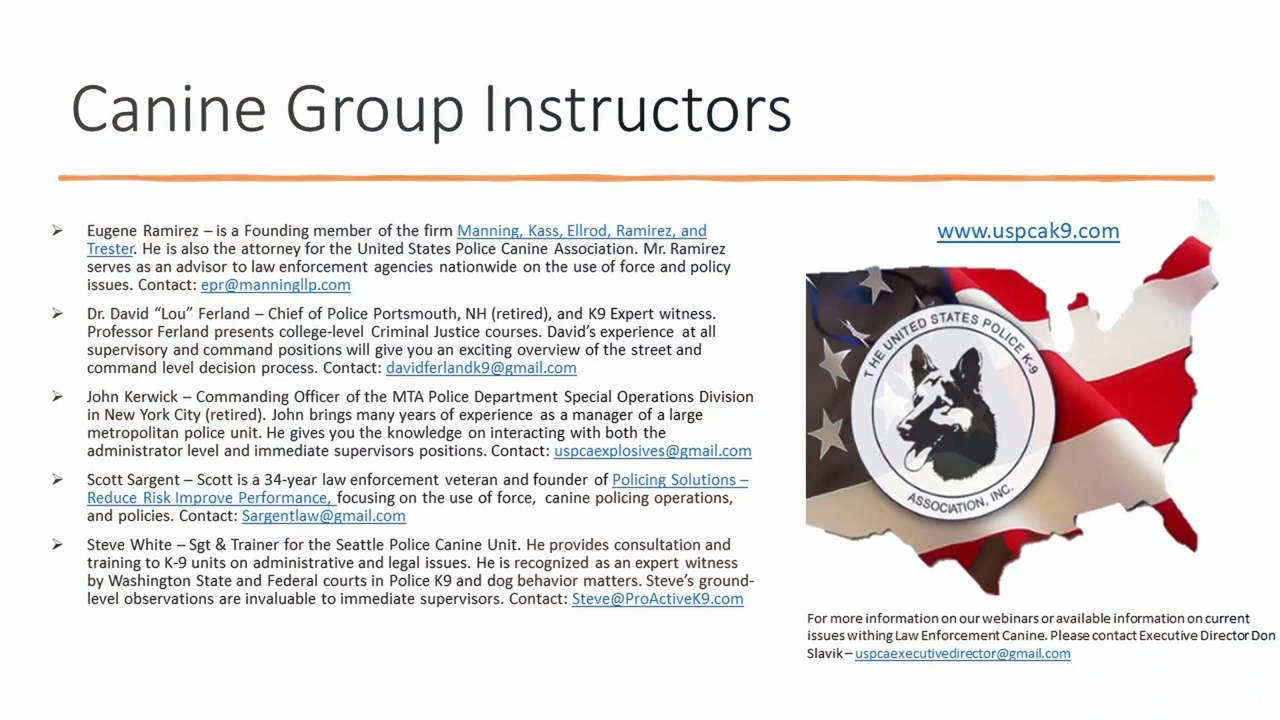 Canine Group Instructors
➢ Eugene Ramirez – is a Founding member of the firm Manning, Kass, Ellrod, Ramirez, and
Trester. He is also the attorney for the United States Police Canine Association. Mr. Ramirez
serves as an advisor to law enforcement agencies nationwide on the use of force and policy
issues. Contact: epr@manningllp.com
➢ Dr. David “Lou” Ferland – Chief of Police Portsmouth, NH (retired), and K9 Expert witness.
Professor Ferland presents college-level Criminal Justice courses. David’s experience at all
supervisory and command positions will give you an exciting overview of the street and
command level decision process. Contact: davidferlandk9@gmail.com
➢ John Kerwick – Commanding Officer of the MTA Police Department Special Operations Division
in New York City (retired). John brings many years of experience as a manager of a large
metropolitan police unit. He gives you the knowledge on interacting with both the
administrator level and immediate supervisors positions. Contact: uspcaexplosives@gmail.com
➢ Scott Sargent – Scott is a 34-year law enforcement veteran and founder of Policing Solutions –
Reduce Risk Improve Performance, focusing on the use of force, canine policing operations,
and policies. Contact: Sargentlaw@gmail.com
➢ Steve White – Sgt & Trainer for the Seattle Police Canine Unit. He provides consultation and
training to K-9 units on administrative and legal issues. He is recognized as an expert witness
by Washington State and Federal courts in Police K9 and dog behavior matters. Steve’s ground-
level observations are invaluable to immediate supervisors. Contact: Steve@ProActiveK9.com
www.uspcak9.com
THE UNITED STATES POLICE K-9
ASSOCIATION, INC.
For more information on our webinars or available information on current
issues withing Law Enforcement Canine. Please contact Executive Director Don
Slavik – uspcaexecutivedirector@gmail.com